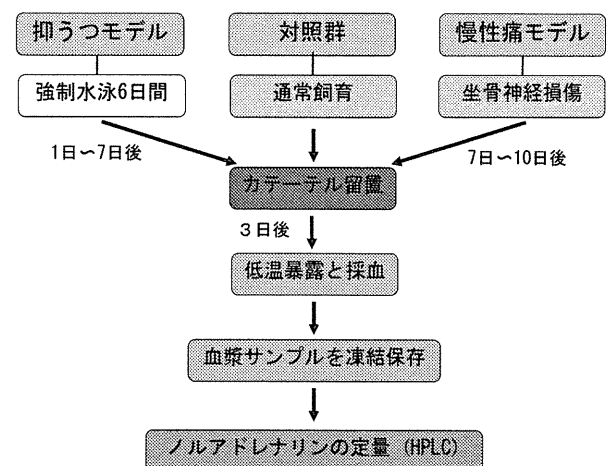 抑うつモデル
対照群
慢性痛モデル
強制水泳6日間
通常飼育
坐骨神経損傷
1日〜7日後
7日〜10日後
カテーテル留置
3日後
低温暴露と採血
血漿サンプルを凍結保存
ノルアドレナリンの定量 (HPLC)